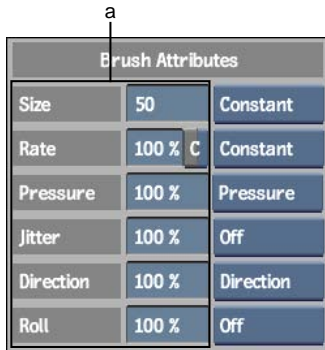 a
Brush Attributes
Size 50 Constant
Rate 100 % C Constant
Pressure 100 % Pressure
Jitter 100 % Off
Direction 100 % Direction
Roll 100 % Off